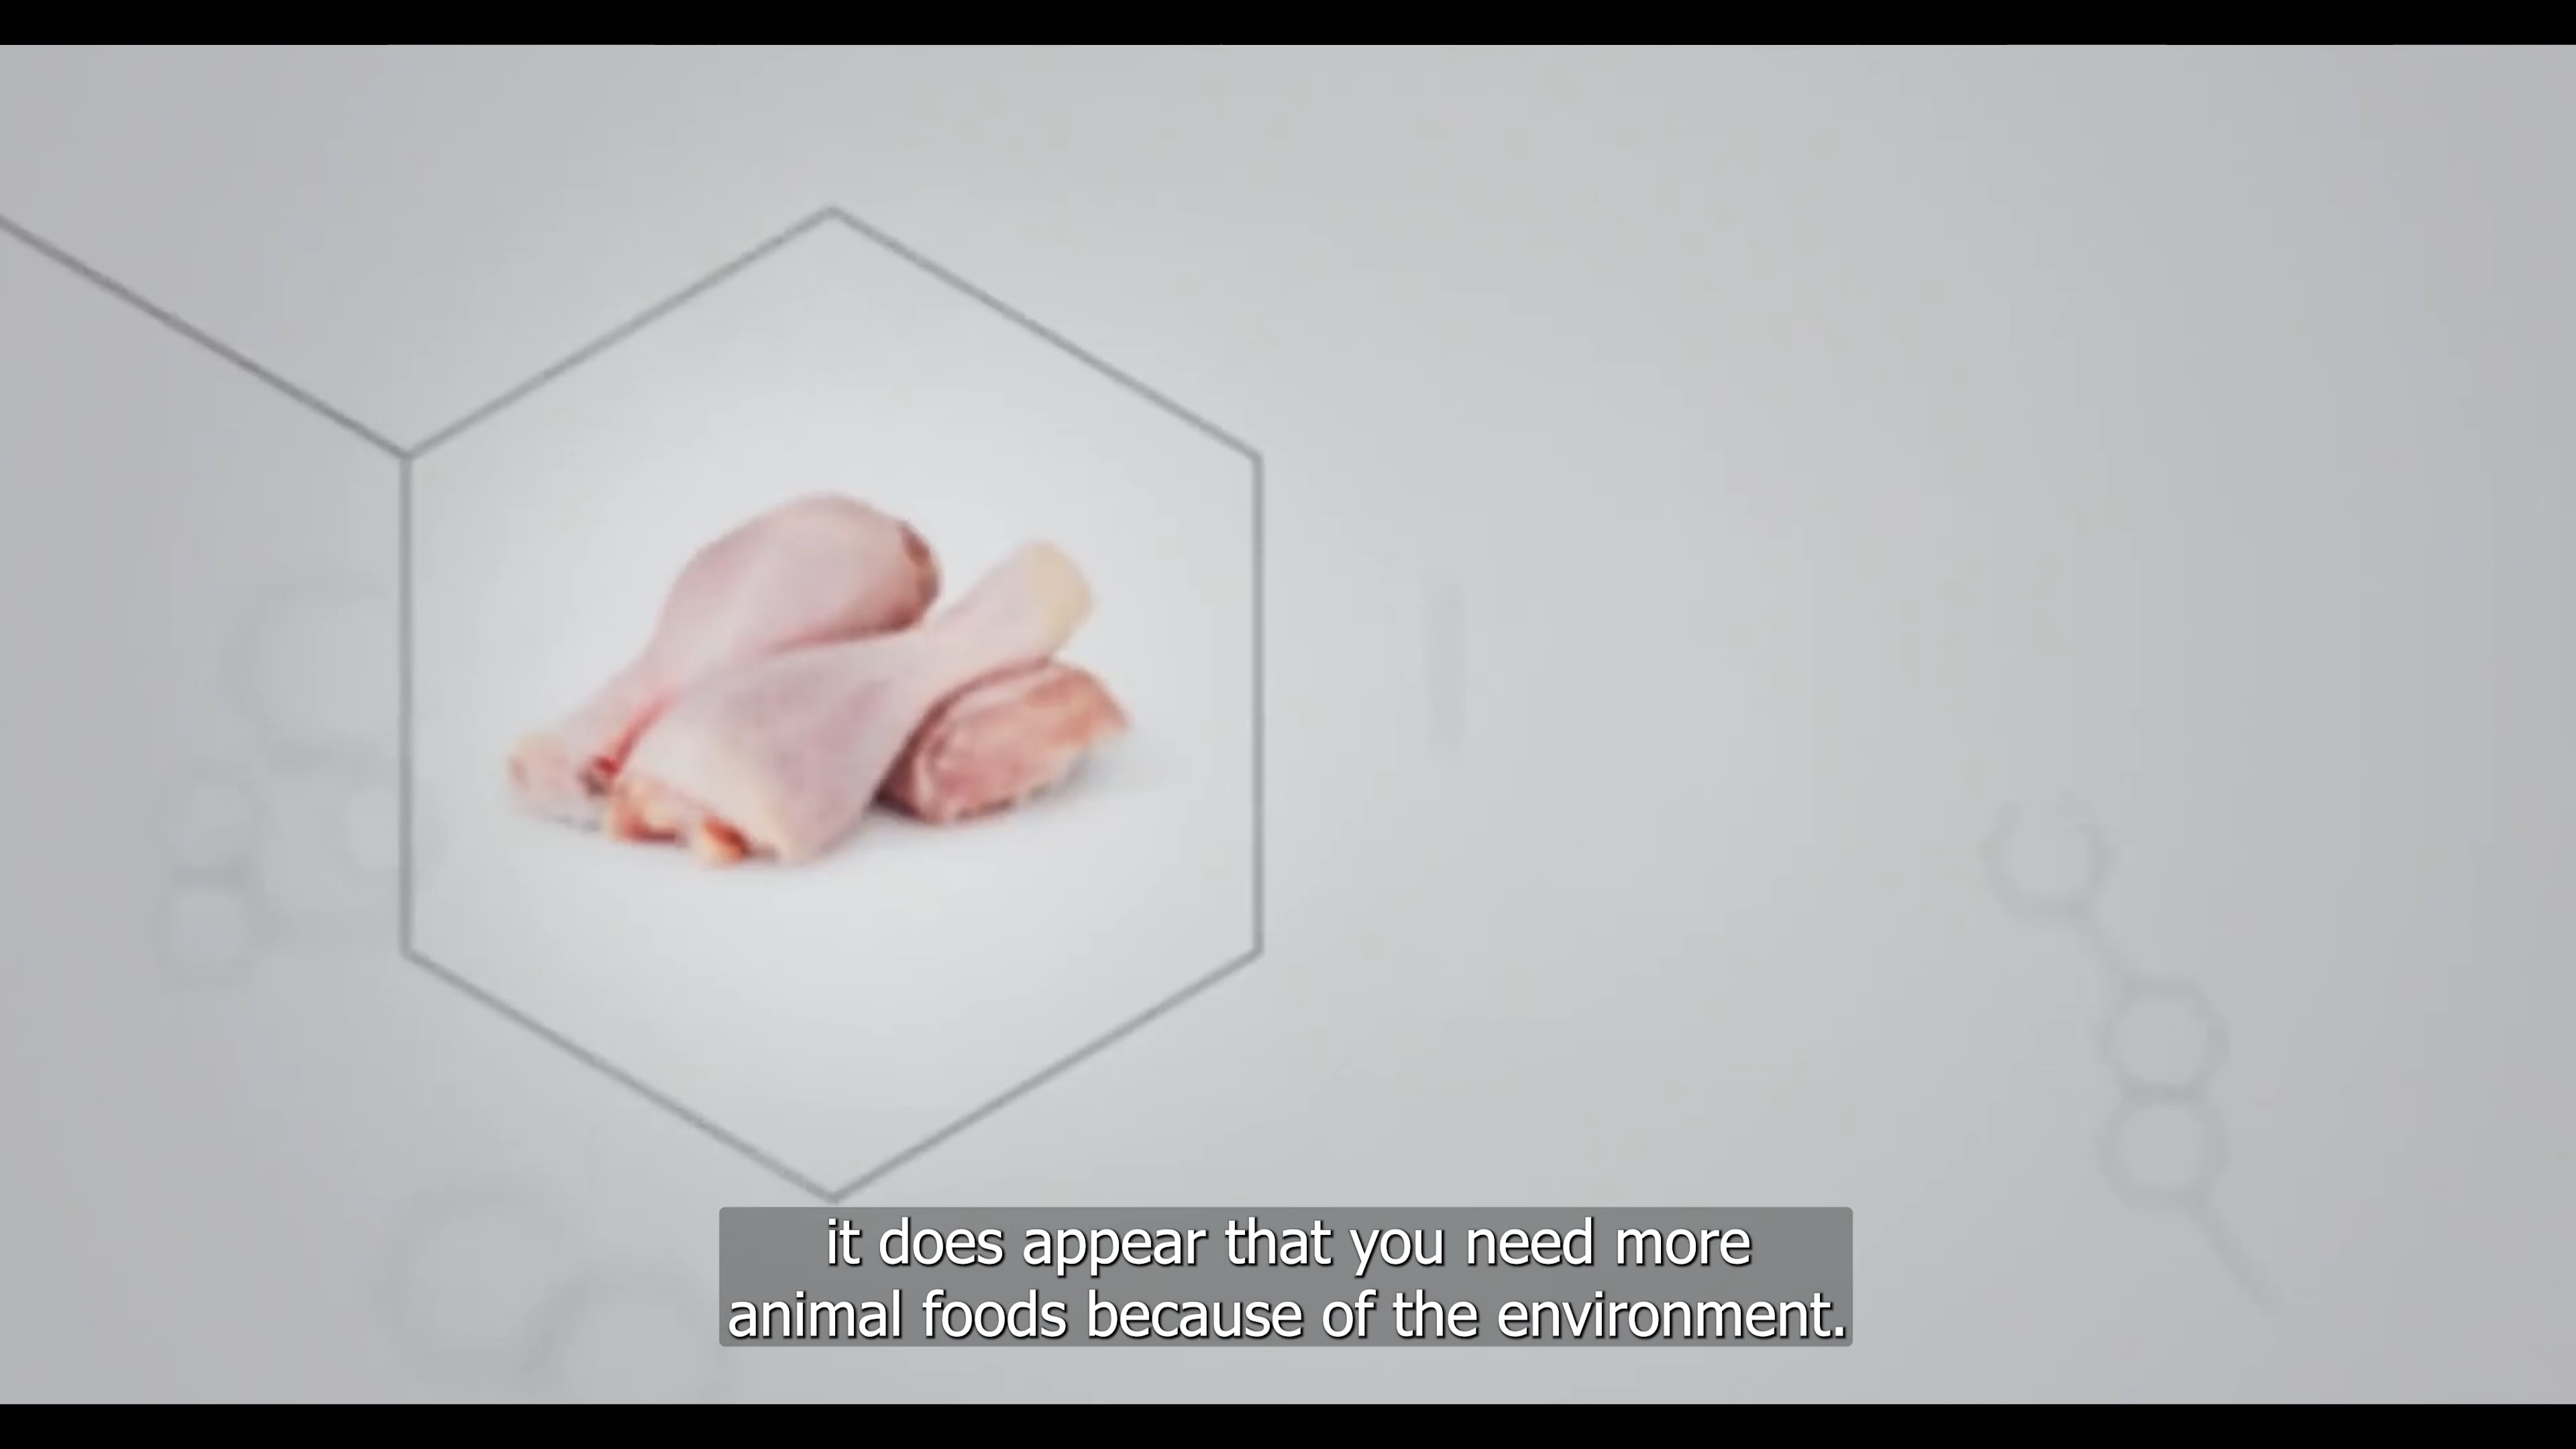 it does appear that you need more
animal foods because of the environment.